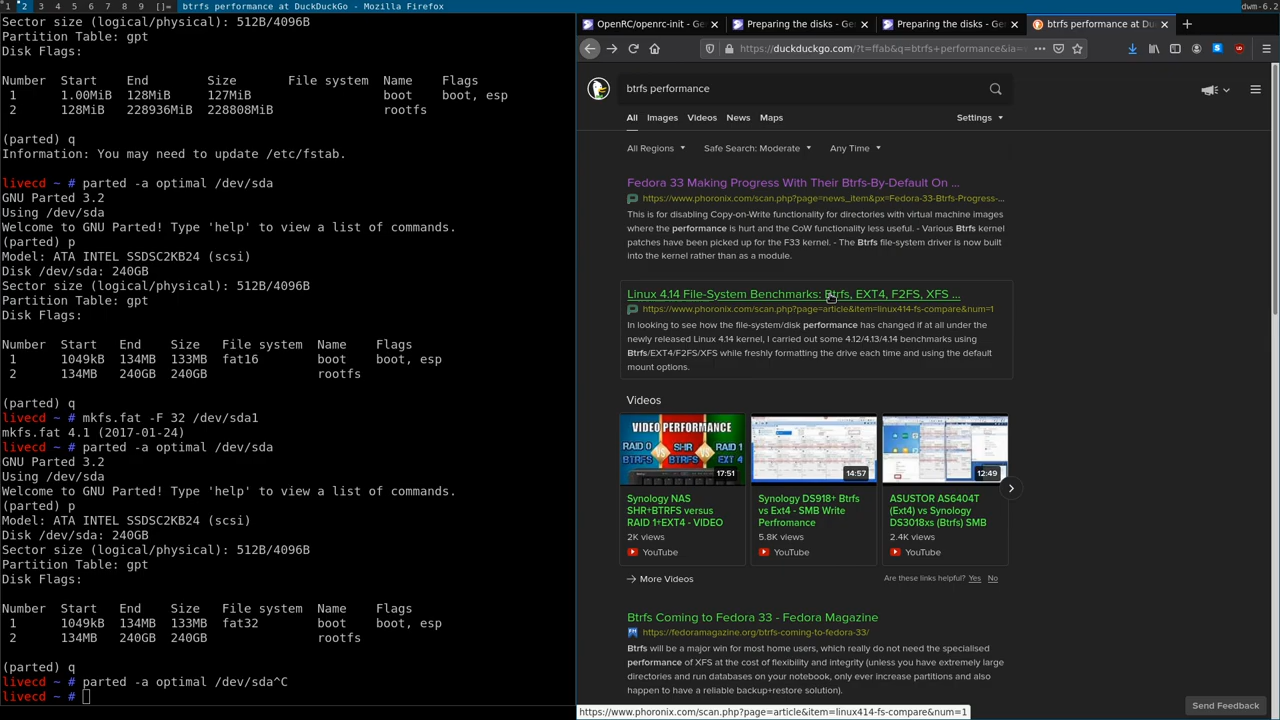 1 2 3 4 5 6 7 8 9 []= btrfs performance at DuckDuckGo - Mozilla Firefox dwm-6.2
Sector size (logical/physical): 512B/4096B
Partition Table: gpt
Disk Flags:
Number Start End Size File system Name Flags
1 1.00MiB 128MiB 127MiB boot boot, esp
2 128MiB 228936MiB 228808MiB rootfs
(parted) q
Information: You may need to update /etc/fstab.
livecd ~ # parted -a optimal /dev/sda
GNU Parted 3.2
Using /dev/sda
Welcome to GNU Parted! Type 'help' to view a list of commands.
(parted) p
Model: ATA INTEL SSDSC2KB24 (scsi)
Disk /dev/sda: 240GB
Sector size (logical/physical): 512B/4096B
Partition Table: gpt
Disk Flags:
Number Start End Size File system Name Flags
1 1049kB 134MB 133MB fat16 boot boot, esp
2 134MB 240GB 240GB rootfs
(parted) q
livecd ~ # mkfs.fat -F 32 /dev/sda1
mkfs.fat 4.1 (2017-01-24)
livecd ~ # parted -a optimal /dev/sda
GNU Parted 3.2
Using /dev/sda
Welcome to GNU Parted! Type 'help' to view a list of commands.
(parted) p
Model: ATA INTEL SSDSC2KB24 (scsi)
Disk /dev/sda: 240GB
Sector size (logical/physical): 512B/4096B
Partition Table: gpt
Disk Flags:
Number Start End Size File system Name Flags
1 1049kB 134MB 133MB fat32 boot boot, esp
2 134MB 240GB 240GB rootfs
(parted) q
livecd ~ # parted -a optimal /dev/sda^C
livecd ~ #
OpenRC/openrc-init - Ge Preparing the disks - Gen Preparing the disks - Gen btrfs performance at Du
https://duckduckgo.com/?t=ffab&q=btrfs+performance&ia=
btrfs performance
All Images Videos News Maps Settings
All Regions Safe Search: Moderate Any Time
Fedora 33 Making Progress With Their Btrfs-By-Default On ...
https://www.phoronix.com/scan.php?page=news_item&px=Fedora-33-Btrfs-Progress-...
This is for disabling Copy-on-Write functionality for directories with virtual machine images
where the performance is hurt and the CoW functionality less useful. - Various Btrfs kernel
patches have been picked up for the F33 kernel. - The Btrfs file-system driver is now built
into the kernel rather than as a module.
Linux 4.14 File-System Benchmarks: Btrfs, EXT4, F2FS, XFS ...
https://www.phoronix.com/scan.php?page=article&item=linux414-fs-compare&num=1
In looking to see how the file-system/disk performance has changed if at all under the
newly released Linux 4.14 kernel, I carried out some 4.12/4.13/4.14 benchmarks using
Btrfs/EXT4/F2FS/XFS while freshly formatting the drive each time and using the default
mount options.
Videos
VIDEO PERFORMANCE
RAID 0 SHR RAID 1
BTRFS BTRFS EXT 4
17:51
14:57
12:49
Synology NAS
SHR+BTRFS versus
RAID 1+EXT4 - VIDEO
2K views
YouTube
Synology DS918+ Btrfs
vs Ext4 - SMB Write
Perfromance
5.8K views
YouTube
ASUSTOR AS6404T
(Ext4) vs Synology
DS3018xs (Btrfs) SMB
2.4K views
YouTube
More Videos
Are these links helpful? Yes No
Btrfs Coming to Fedora 33 - Fedora Magazine
https://fedoramagazine.org/btrfs-coming-to-fedora-33/
Btrfs will be a major win for most home users, which really do not need the specialised
performance of XFS at the cost of flexibility and integrity (unless you have extremely large
directories and run databases on your notebook, only ever increase partitions and also
happen to have a reliable backup+restore solution).
Send Feedback
https://www.phoronix.com/scan.php?page=article&item=linux414-fs-compare&num=1